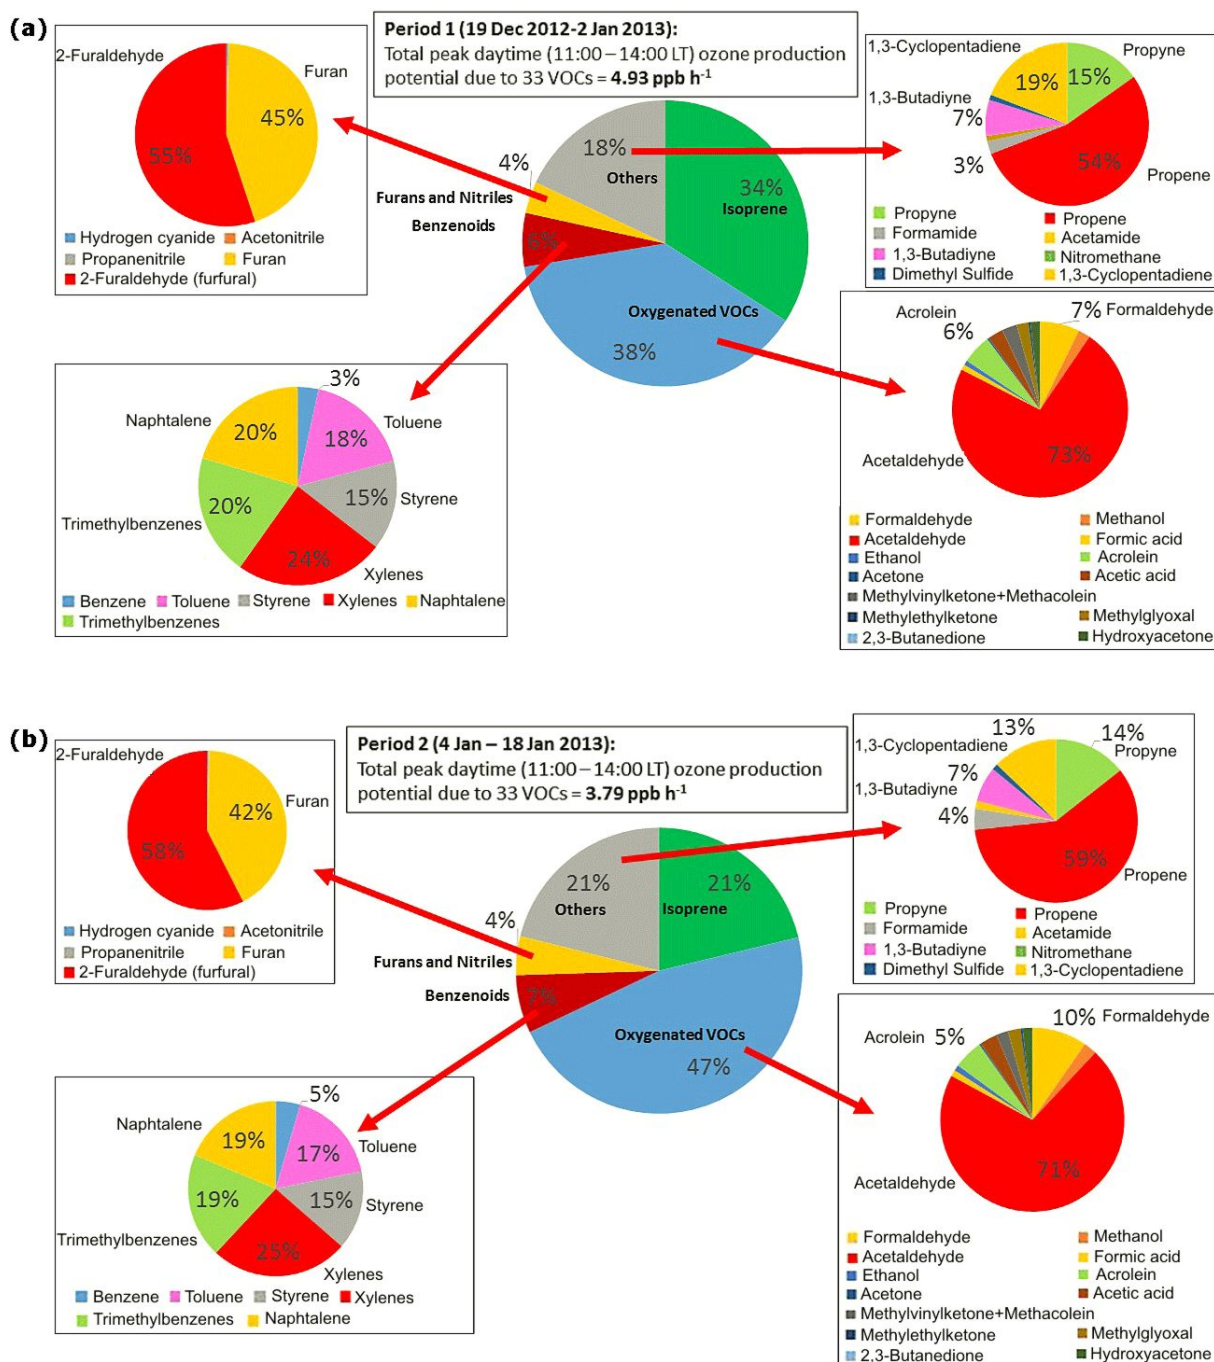 (a)
Period 1 (19 Dec 2012-2 Jan 2013):
Total peak daytime (11:00 – 14:00 LT) ozone production
potential due to 33 VOCs = 4.93 ppb h-1
2-Furaldehyde
Furan
45%
55%
Hydrogen cyanide
Acetonitrile
Propanenitrile
Furan
2-Furaldehyde (furfural)
4%
18%
Others
34%
Isoprene
Furans and Nitriles
Benzenoids
6%
Oxygenated VOCs
38%
1,3-Cyclopentadiene
Propyne
19%
15%
1,3-Butadiyne
7%
3%
54%
Propene
Propyne
Propene
Formamide
Acetamide
1,3-Butadiyne
Nitromethane
Dimethyl Sulfide
1,3-Cyclopentadiene
3%
Naphtalene
Toluene
20%
18%
20%
15%
Styrene
Trimethylbenzenes
24%
Xylenes
Benzene
Toluene
Styrene
Xylenes
Naphtalene
Trimethylbenzenes
Acrolein
7%
Formaldehyde
6%
Acetaldehyde
73%
Formaldehyde
Methanol
Acetaldehyde
Formic acid
Ethanol
Acrolein
Acetone
Acetic acid
Methylvinylketone+Methacolein
Methylethylketone
Methylglyoxal
2,3-Butanedione
Hydroxyacetone
(b)
Period 2 (4 Jan – 18 Jan 2013):
Total peak daytime (11:00 – 14:00 LT) ozone production
potential due to 33 VOCs = 3.79 ppb h-1
2-Furaldehyde
Furan
42%
58%
Hydrogen cyanide
Acetonitrile
Propanenitrile
Furan
2-Furaldehyde (furfural)
21%
Others
21%
Isoprene
4%
Furans and Nitriles
Benzenoids
7%
Oxygenated VOCs
47%
13%
14%
1,3-Cyclopentadiene
Propyne
7%
1,3-Butadiyne
4%
59%
Propene
Propyne
Propene
Formamide
Acetamide
1,3-Butadiyne
Nitromethane
Dimethyl Sulfide
1,3-Cyclopentadiene
5%
Naphtalene
Toluene
19%
17%
19%
15%
Styrene
Trimethylbenzenes
25%
Xylenes
Benzene
Toluene
Styrene
Xylenes
Trimethylbenzenes
Naphtalene
10%
Formaldehyde
Acrolein
5%
Acetaldehyde
71%
Formaldehyde
Methanol
Acetaldehyde
Formic acid
Ethanol
Acrolein
Acetone
Acetic acid
Methylvinylketone+Methacolein
Methylethylketone
Methylglyoxal
2,3-Butanedione
Hydroxyacetone